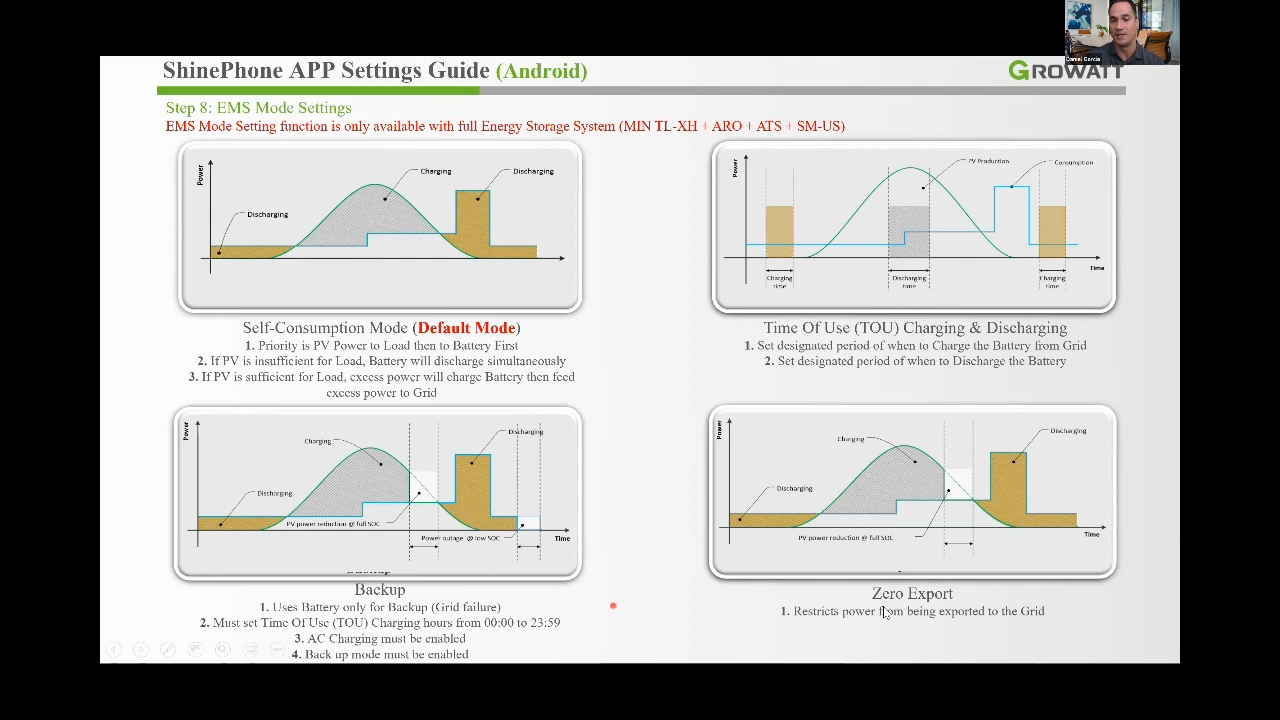 Daniel Garcia
ShinePhone APP Settings Guide (Android)
GROWATT
Step 8: EMS Mode Settings
EMS Mode Setting function is only available with full Energy Storage System (MIN TL-XH + ARO + ATS + SM-US)
Power
Charging
Discharging
Discharging
Power
PV Production
Consumption
Time
Charging
time
Discharging
time
Charging
time
Self-Consumption Mode (Default Mode)
1. Priority is PV Power to Load then to Battery First
2. If PV is insufficient for Load, Battery will discharge simultaneously
3. If PV is sufficient for Load, excess power will charge Battery then feed
excess power to Grid
Time Of Use (TOU) Charging & Discharging
1. Set designated period of when to Charge the Battery from Grid
2. Set designated period of when to Discharge the Battery
Power
Charging
Discharging
Discharging
PV power reduction @ full SOC
Power outage @ low SOC
Time
Power
Charging
Discharging
Discharging
PV power reduction @ full SOC
Time
Backup
1. Uses Battery only for Backup (Grid failure)
2. Must set Time Of Use (TOU) Charging hours from 00:00 to 23:59
3. AC Charging must be enabled
4. Back up mode must be enabled
Zero Export
1. Restricts power from being exported to the Grid